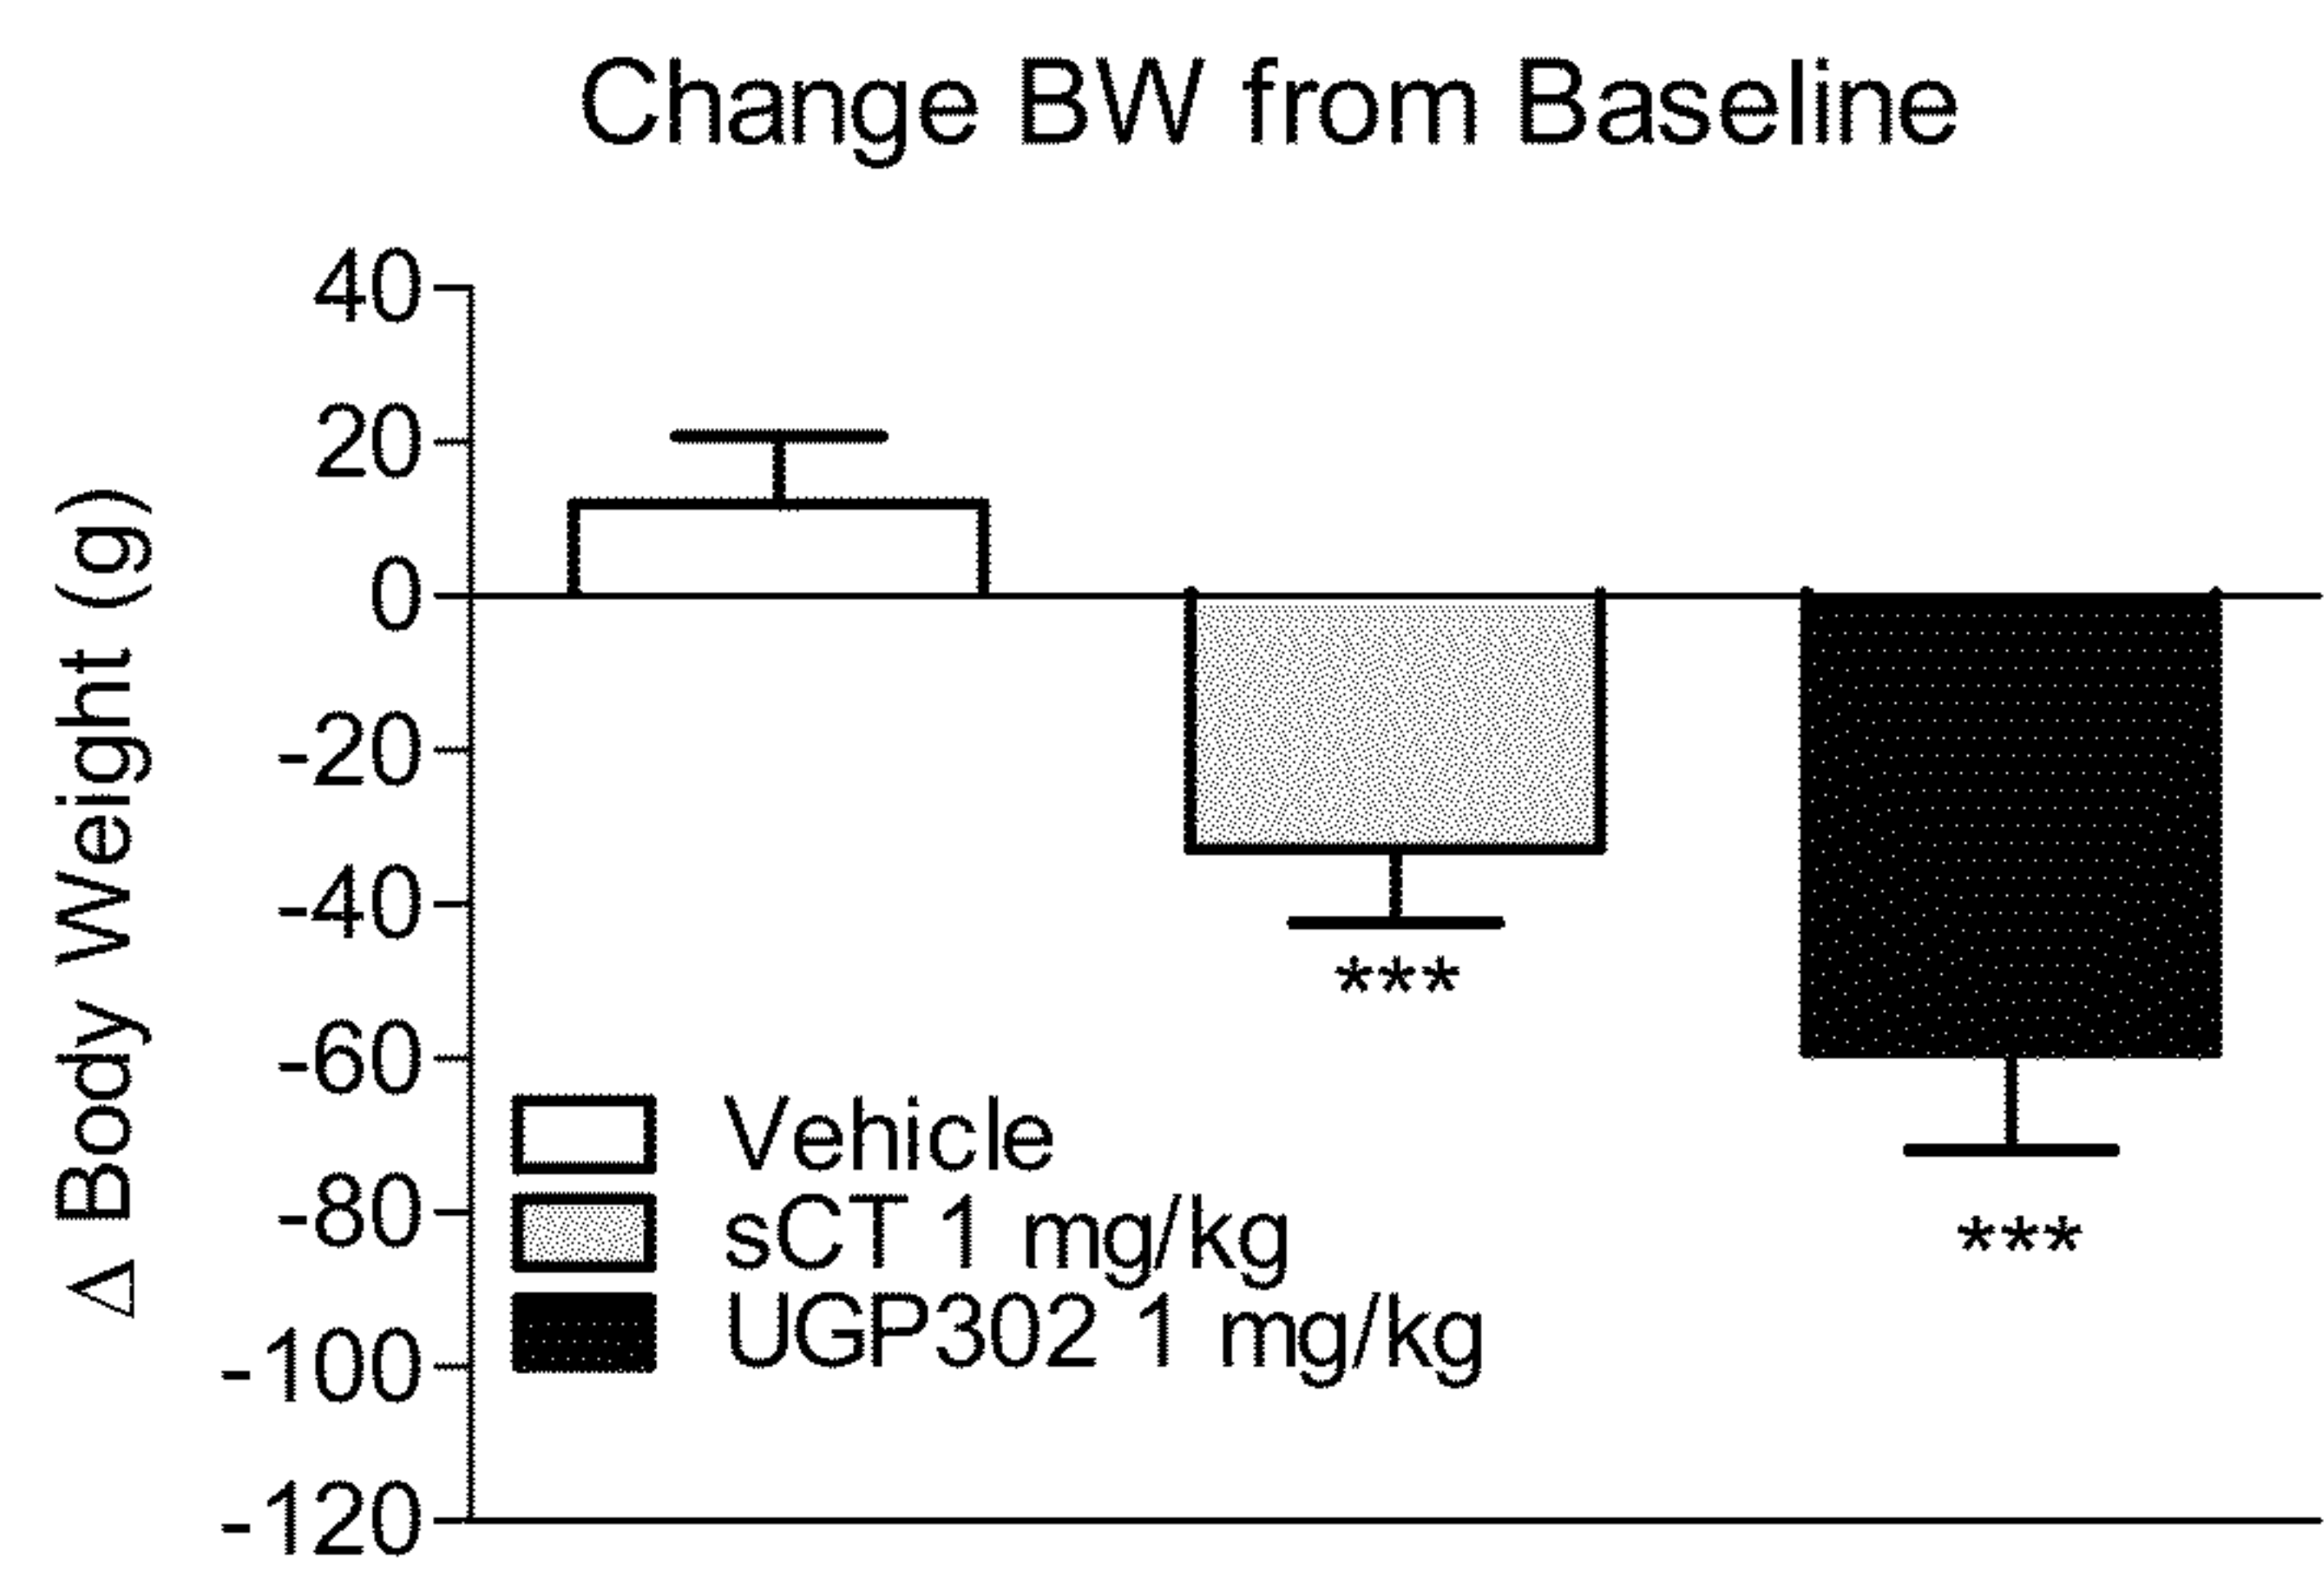 Change BW from Baseline
Δ Body Weight (g)
40
20
0
-20
-40
-60
-80
-100
-120
***
***
Vehicle
sCT 1 mg/kg
UGP302 1 mg/kg